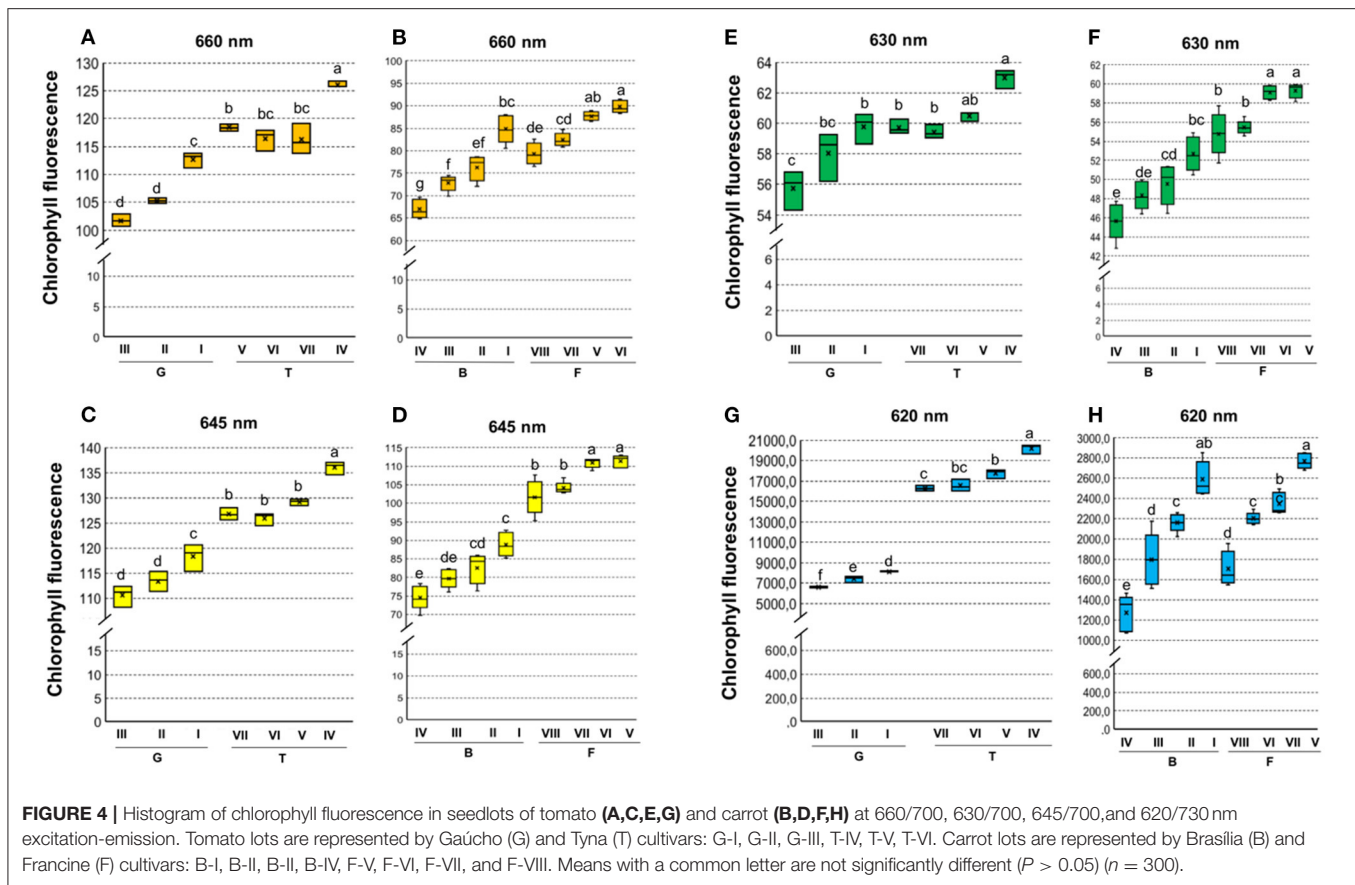 A
660 nm
Chlorophyll fluorescence
130
125
120
115
110
105
100
10
5
0
d
d
c
b
bc
bc
a
III II I V VI VII IV
G T
B
660 nm
100
95
90
85
80
75
70
65
60
10
5
0
g
f
ef
bc
de
cd
ab
a
IV III II I VIII VII V VI
B F
E
630 nm
Chlorophyll fluorescence
64
62
60
58
56
54
6
4
2
0
c
bc
b
b
b
ab
a
III II I VII VI V IV
G T
F
630 nm
62
60
58
56
54
52
50
48
46
44
42
6
4
2
0
e
de
cd
bc
b
b
a
a
IV III II I VIII VII VI V
B F
C
645 nm
Chlorophyll fluorescence
140
135
130
125
120
115
110
15
10
5
0
d
d
c
b
b
b
a
III II I VII VI V IV
G T
D
645 nm
115
110
105
100
95
90
85
80
75
70
15
10
5
0
e
de
cd
c
b
b
a
a
IV III II I VIII VII VI V
B F
G
620 nm
Chlorophyll fluorescence
21000,0
19000,0
17000,0
15000,0
13000,0
11000,0
9000,0
7000,0
5000,0
600,0
400,0
200,0
,0
f
e
d
c
bc
b
a
III II I VII VI V IV
G T
H
620 nm
3000,0
2800,0
2600,0
2400,0
2200,0
2000,0
1800,0
1600,0
1400,0
1200,0
1000,0
800,0
600,0
400,0
200,0
,0
e
d
c
ab
d
c
b
c
a
IV III II I VIII VI VII V
B F
FIGURE 4 | Histogram of chlorophyll fluorescence in seedlots of tomato (A,C,E,G) and carrot (B,D,F,H) at 660/700, 630/700, 645/700,and 620/730 nm
excitation-emission. Tomato lots are represented by Gaúcho (G) and Tyna (T) cultivars: G-I, G-II, G-III, T-IV, T-V, T-VI. Carrot lots are represented by Brasília (B) and
Francine (F) cultivars: B-I, B-II, B-II, B-IV, F-V, F-VI, F-VII, and F-VIII. Means with a common letter are not significantly different (P > 0.05) (n = 300).